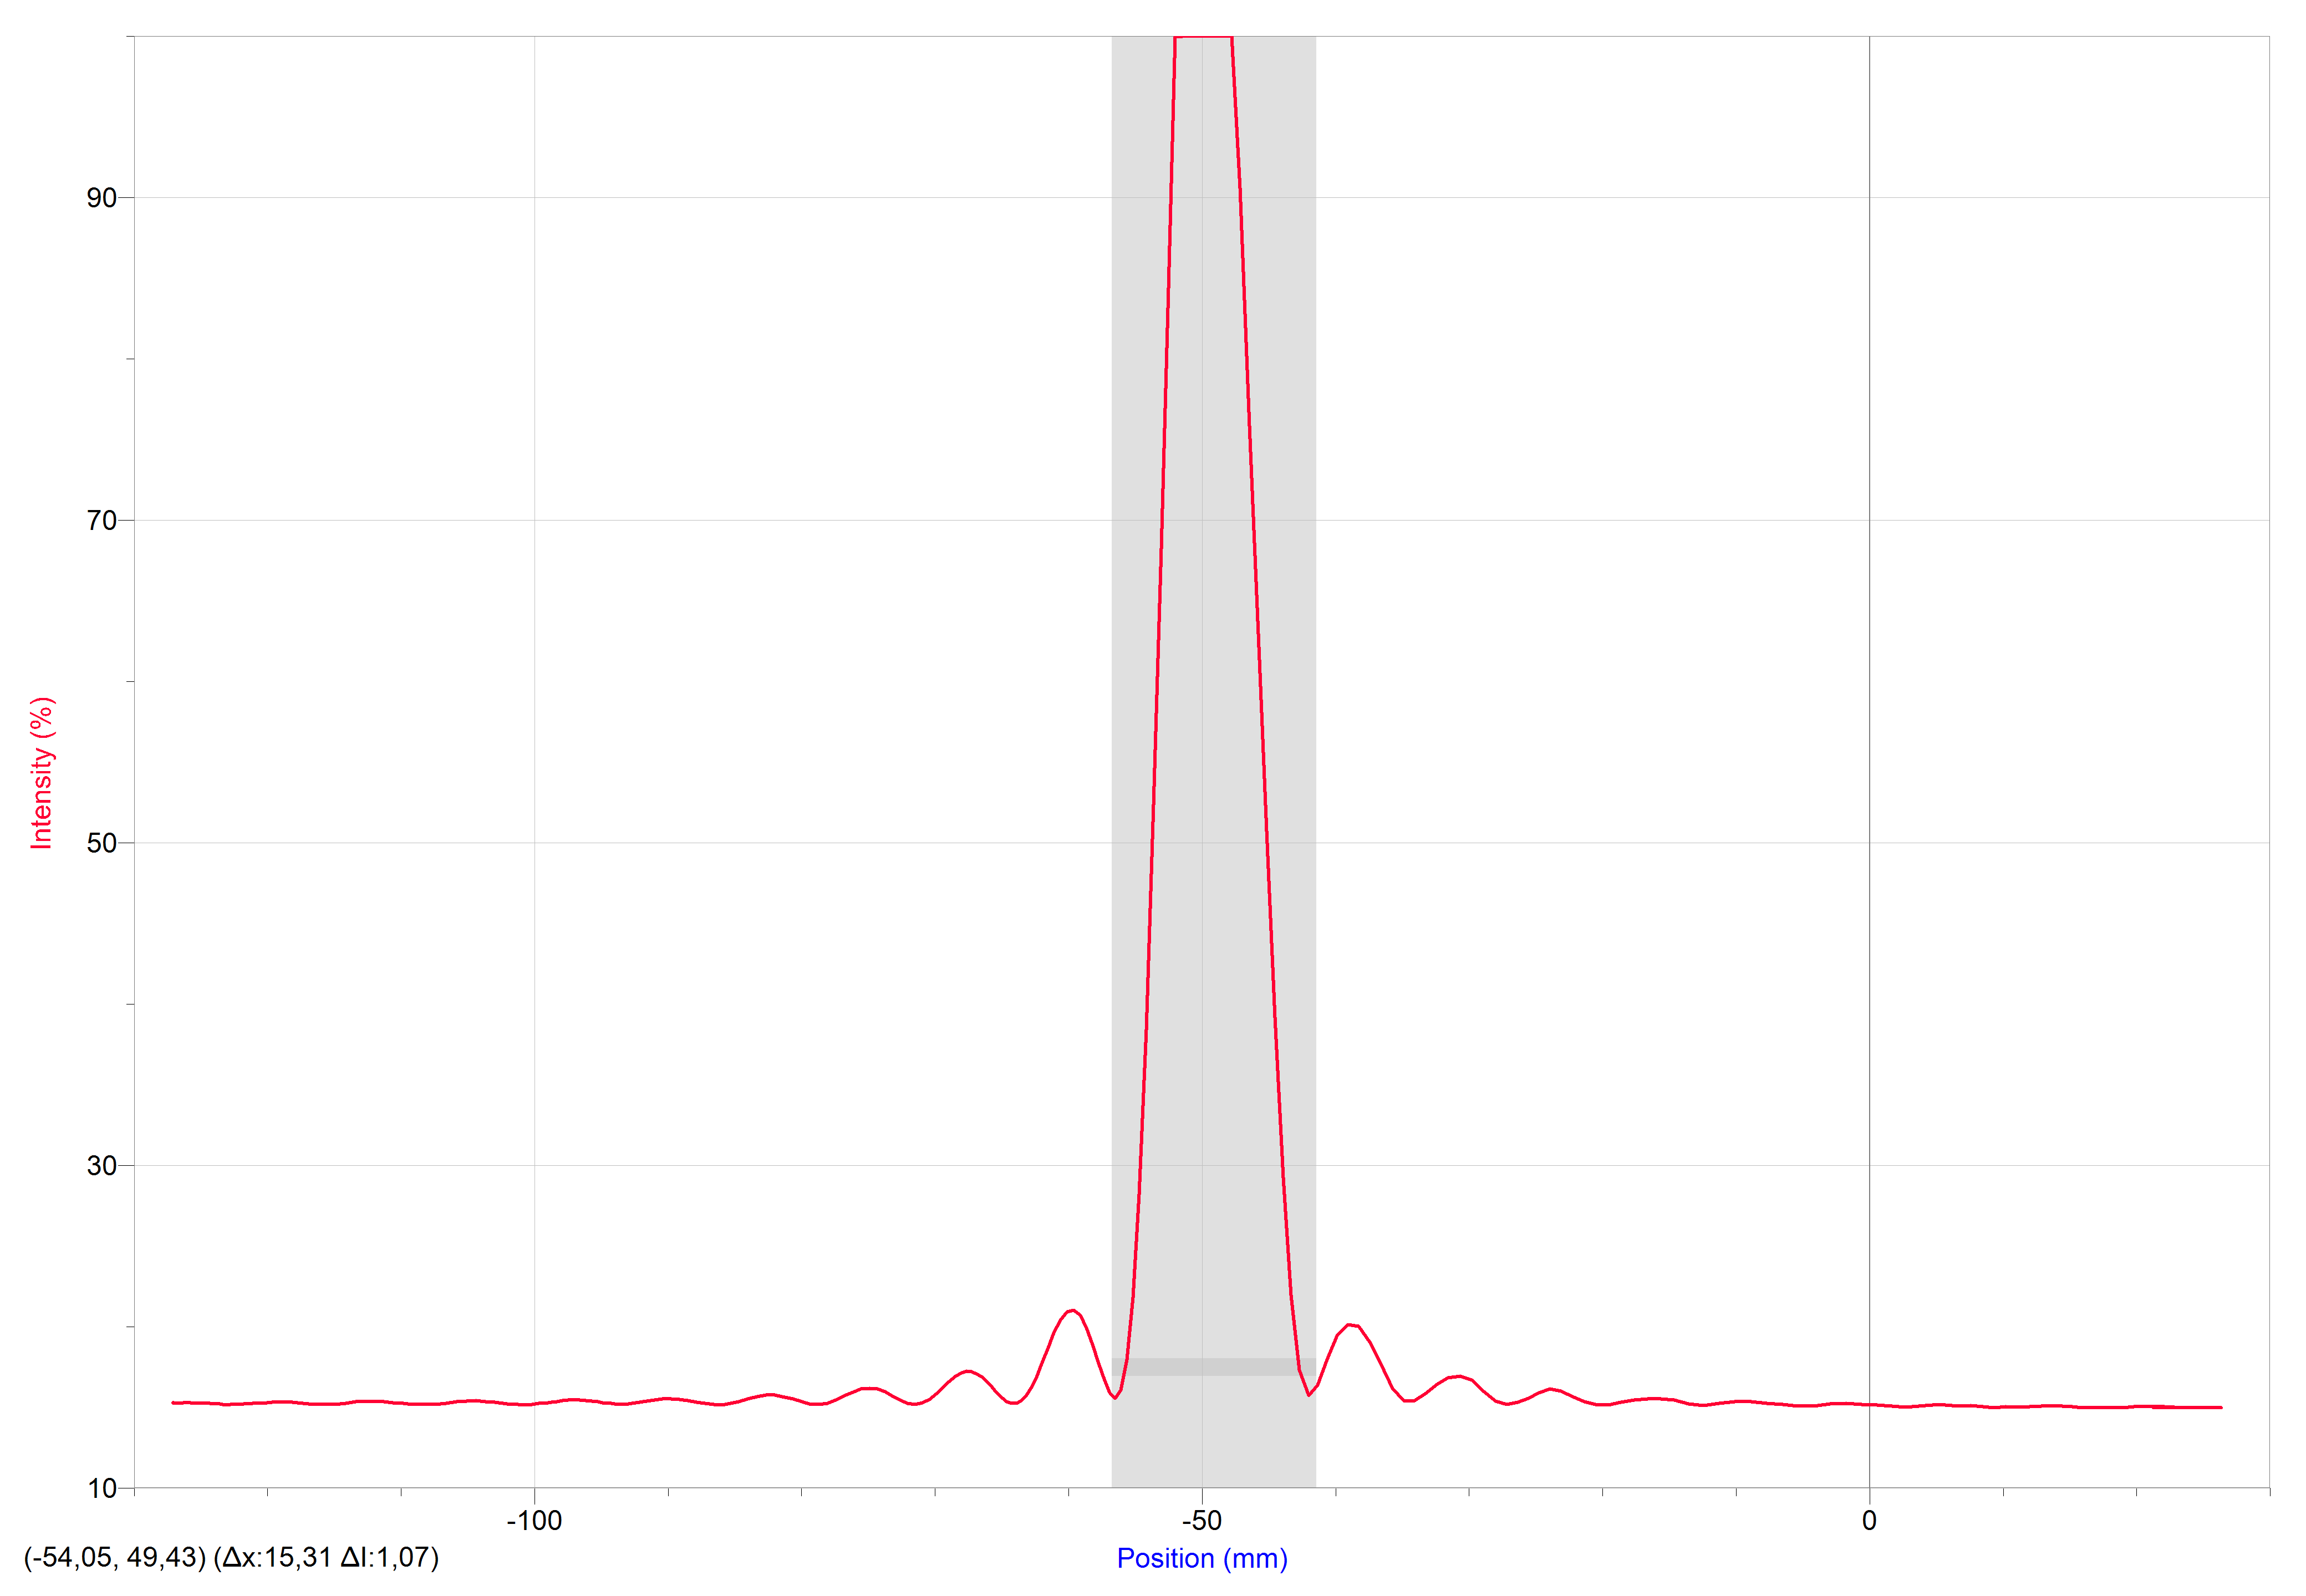 90
70
50
30
10
Intensity (%)
-100
-50
0
Position (mm)
(-54,05, 49,43) (Δx:15,31 ΔI:1,07)